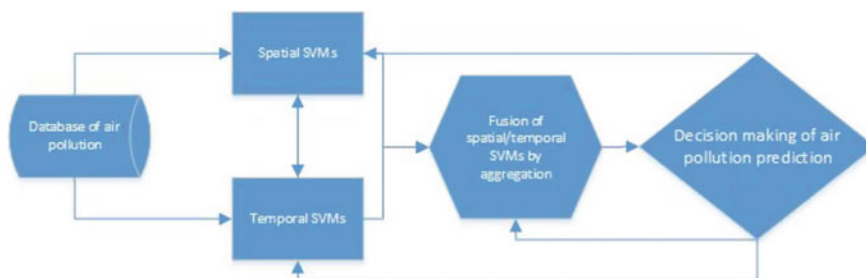 Spatial SVMs
Database of air
pollution
Fusion of
spatial/temporal
SVMs by
aggregation
Decision making of air
pollution prediction
Temporal SVMs